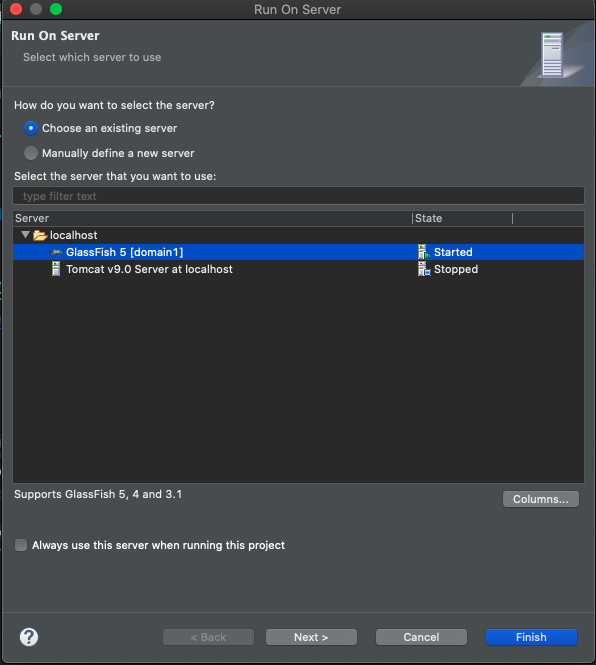 Run On Server
Run On Server
Select which server to use
How do you want to select the server?
Choose an existing server
Manually define a new server
Select the server that you want to use:
type filter text
Server State
localhost
GlassFish 5 [domain1] Started
Tomcat v9.0 Server at localhost Stopped
Supports GlassFish 5, 4 and 3.1
Columns...
Always use this server when running this project
? < Back Next > Cancel Finish